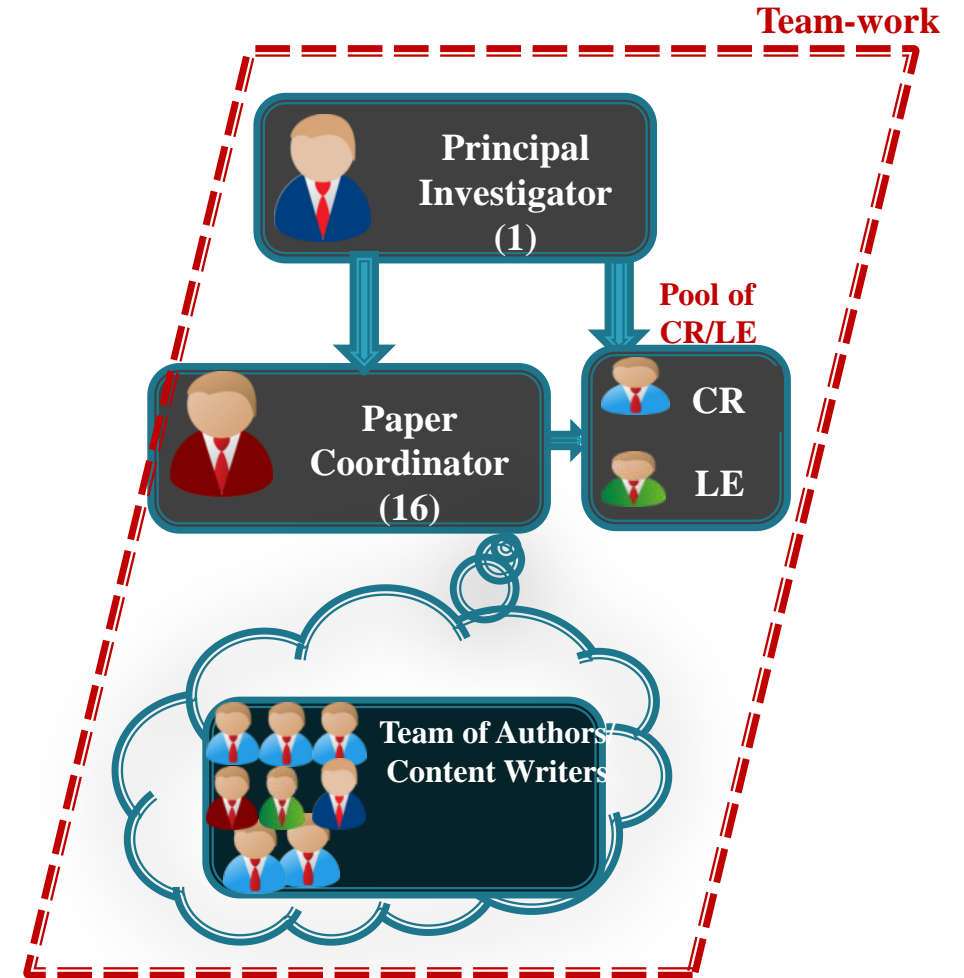 Team-work
Principal
Investigator
(1)
Pool of
CR/LE
CR
LE
Paper
Coordinator
(16)
Team of Authors/
Content Writers